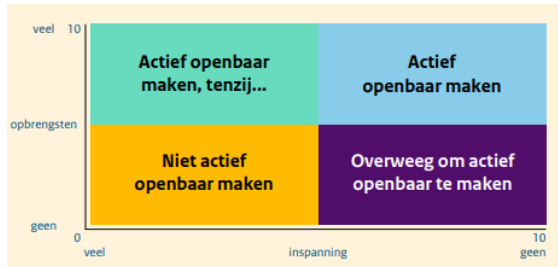 veel 10
Actief openbaar
maken, tenzij...
Actief
openbaar maken
opbrengsten
Niet actief
openbaar maken
Overweeg om actief
openbaar te maken
geen
0
10
veel
inspanning
geen